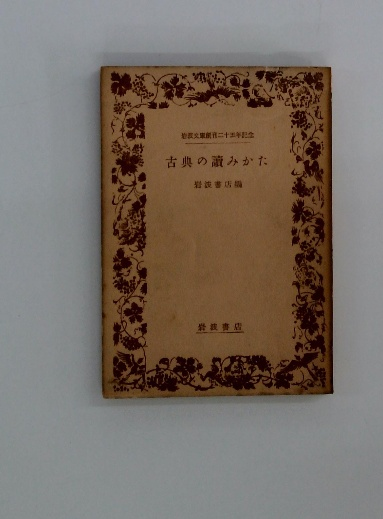 岩波文庫創刊二十五年記念
古典の讀みかた
岩波書店編
岩波書店